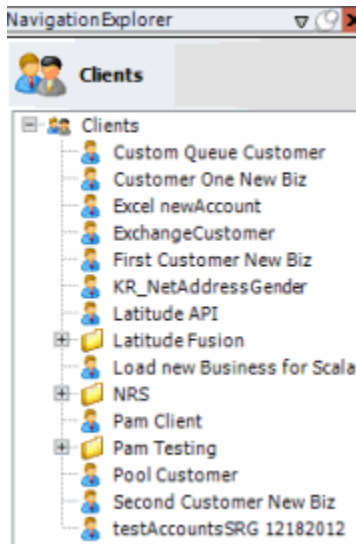 NavigationExplorer
Clients
Clients
Custom Queue Customer
Customer One New Biz
Excel newAccount
ExchangeCustomer
First Customer New Biz
KR_NetAddressGender
Latitude API
Latitude Fusion
Load new Business for Scala
NRS
Pam Client
Pam Testing
Pool Customer
Second Customer New Biz
testAccountsSRG 12182012